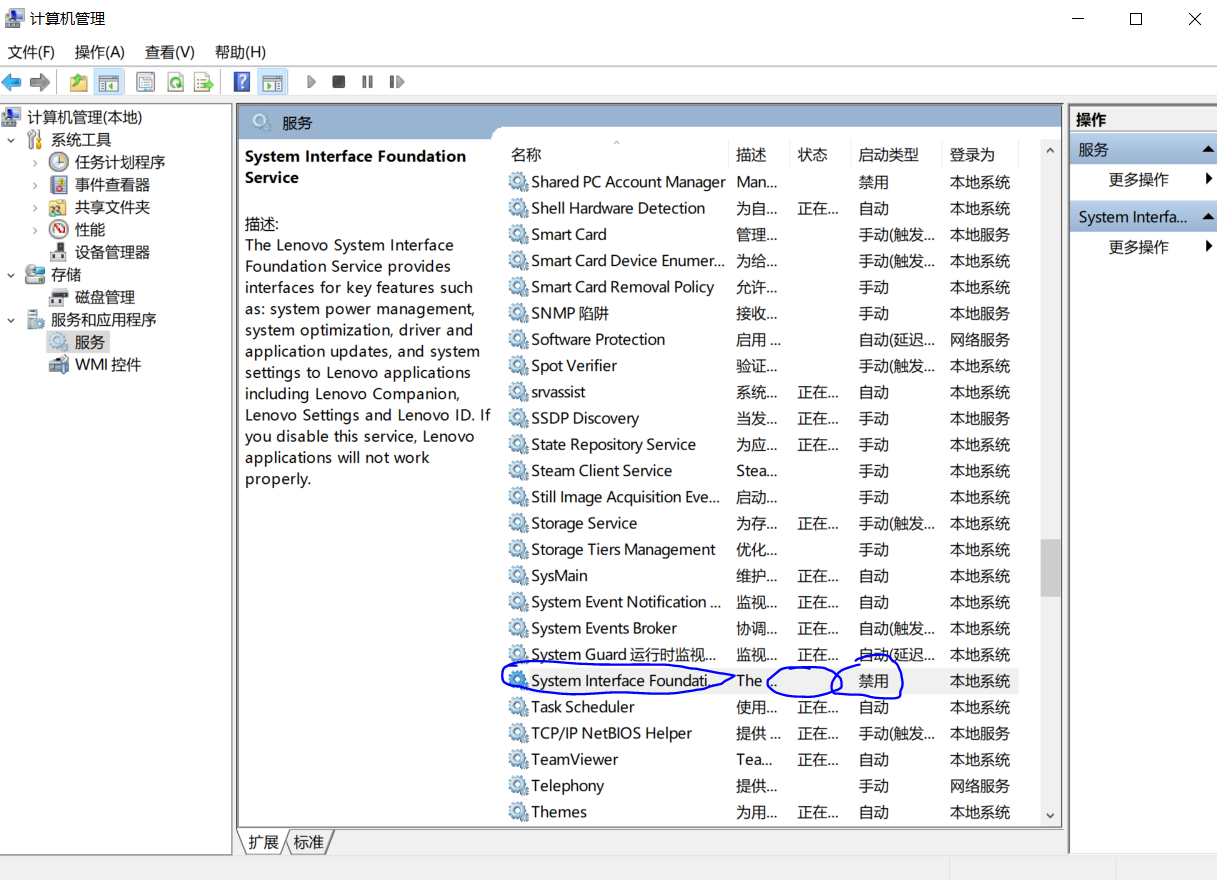 计算机管理
文件(F) 操作(A) 查看(V) 帮助(H)
计算机管理(本地)
系统工具
任务计划程序
事件查看器
共享文件夹
性能
设备管理器
存储
磁盘管理
服务和应用程序
服务
WMI 控件
服务
System Interface Foundation
Service
描述:
The Lenovo System Interface
Foundation Service provides
interfaces for key features such
as: system power management,
system optimization, driver and
application updates, and system
settings to Lenovo applications
including Lenovo Companion,
Lenovo Settings and Lenovo ID. If
you disable this service, Lenovo
applications will not work
properly.
名称 描述 状态 启动类型 登录为
Shared PC Account Manager Man... 禁用 本地系统
Shell Hardware Detection 为自... 正在... 自动 本地系统
Smart Card 管理... 手动(触发... 本地服务
Smart Card Device Enumer... 为给... 手动(触发... 本地系统
Smart Card Removal Policy 允许... 手动 本地系统
SNMP 陷阱 接收... 手动 本地服务
Software Protection 启用 ... 自动(延迟... 网络服务
Spot Verifier 验证... 手动(触发... 本地系统
srvassist 系统... 正在... 自动 本地系统
SSDP Discovery 当发... 正在... 手动 本地服务
State Repository Service 为应... 正在... 手动 本地系统
Steam Client Service Stea... 手动 本地系统
Still Image Acquisition Eve... 启动... 手动 本地系统
Storage Service 为存... 正在... 手动(触发... 本地系统
Storage Tiers Management 优化... 手动 本地系统
SysMain 维护... 正在... 自动 本地系统
System Event Notification ... 监视... 正在... 自动 本地系统
System Events Broker 协调... 正在... 自动(触发... 本地系统
System Guard 运行时监视... 监视... 正在... 自动(延迟... 本地系统
System Interface Foundati... The ... 禁用 本地系统
Task Scheduler 使用... 正在... 自动 本地系统
TCP/IP NetBIOS Helper 提供 ... 正在... 手动(触发... 本地服务
TeamViewer Tea... 正在... 自动 本地系统
Telephony 提供... 手动 网络服务
Themes 为用... 正在... 自动 本地系统
扩展 标准
操作
服务
更多操作
System Interfa...
更多操作